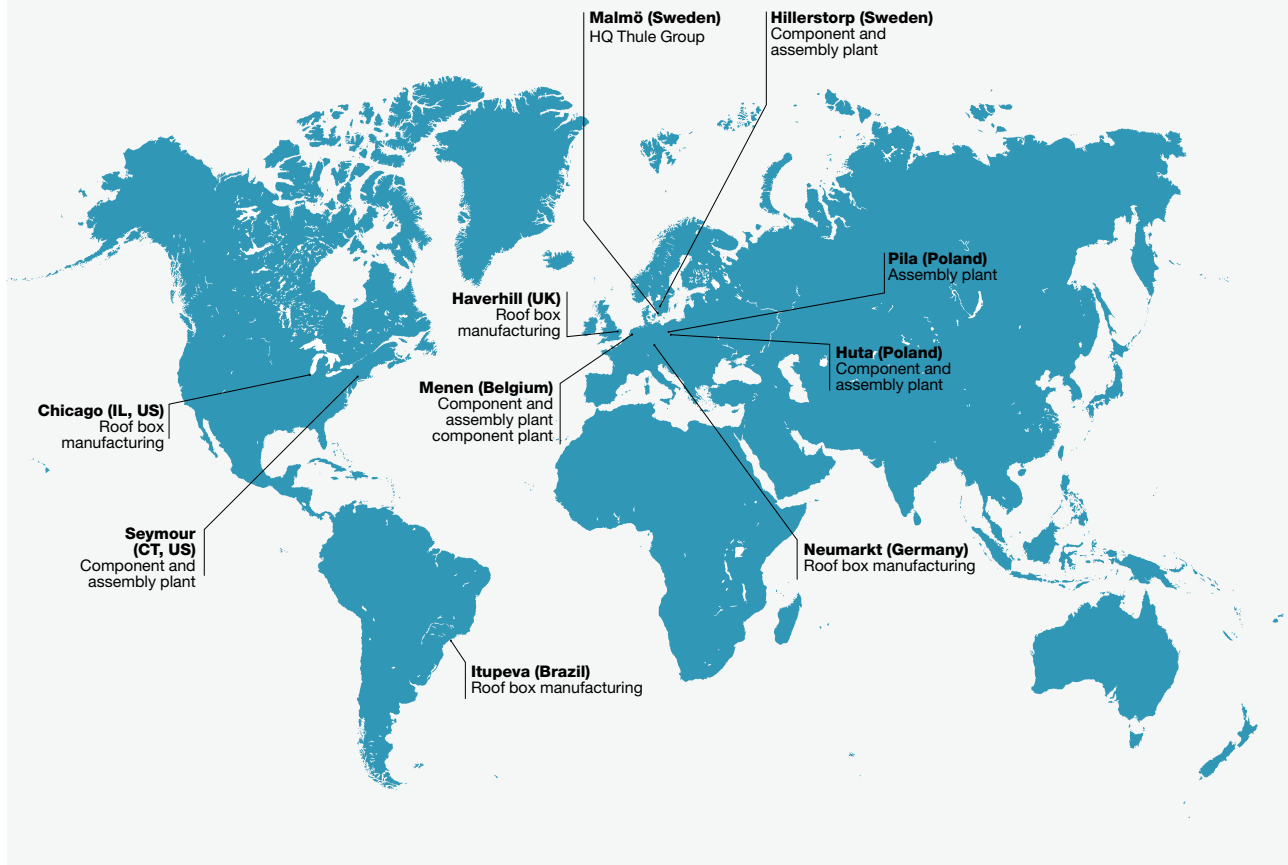 Malmö (Sweden)
HQ Thule Group
Hillerstorp (Sweden)
Component and
assembly plant
Pila (Poland)
Assembly plant
Haverhill (UK)
Roof box
manufacturing
Huta (Poland)
Component and
assembly plant
Menen (Belgium)
Component and
assembly plant
component plant
Chicago (IL, US)
Roof box
manufacturing
Seymour
(CT, US)
Component and
assembly plant
Neumarkt (Germany)
Roof box manufacturing
Itupeva (Brazil)
Roof box manufacturing